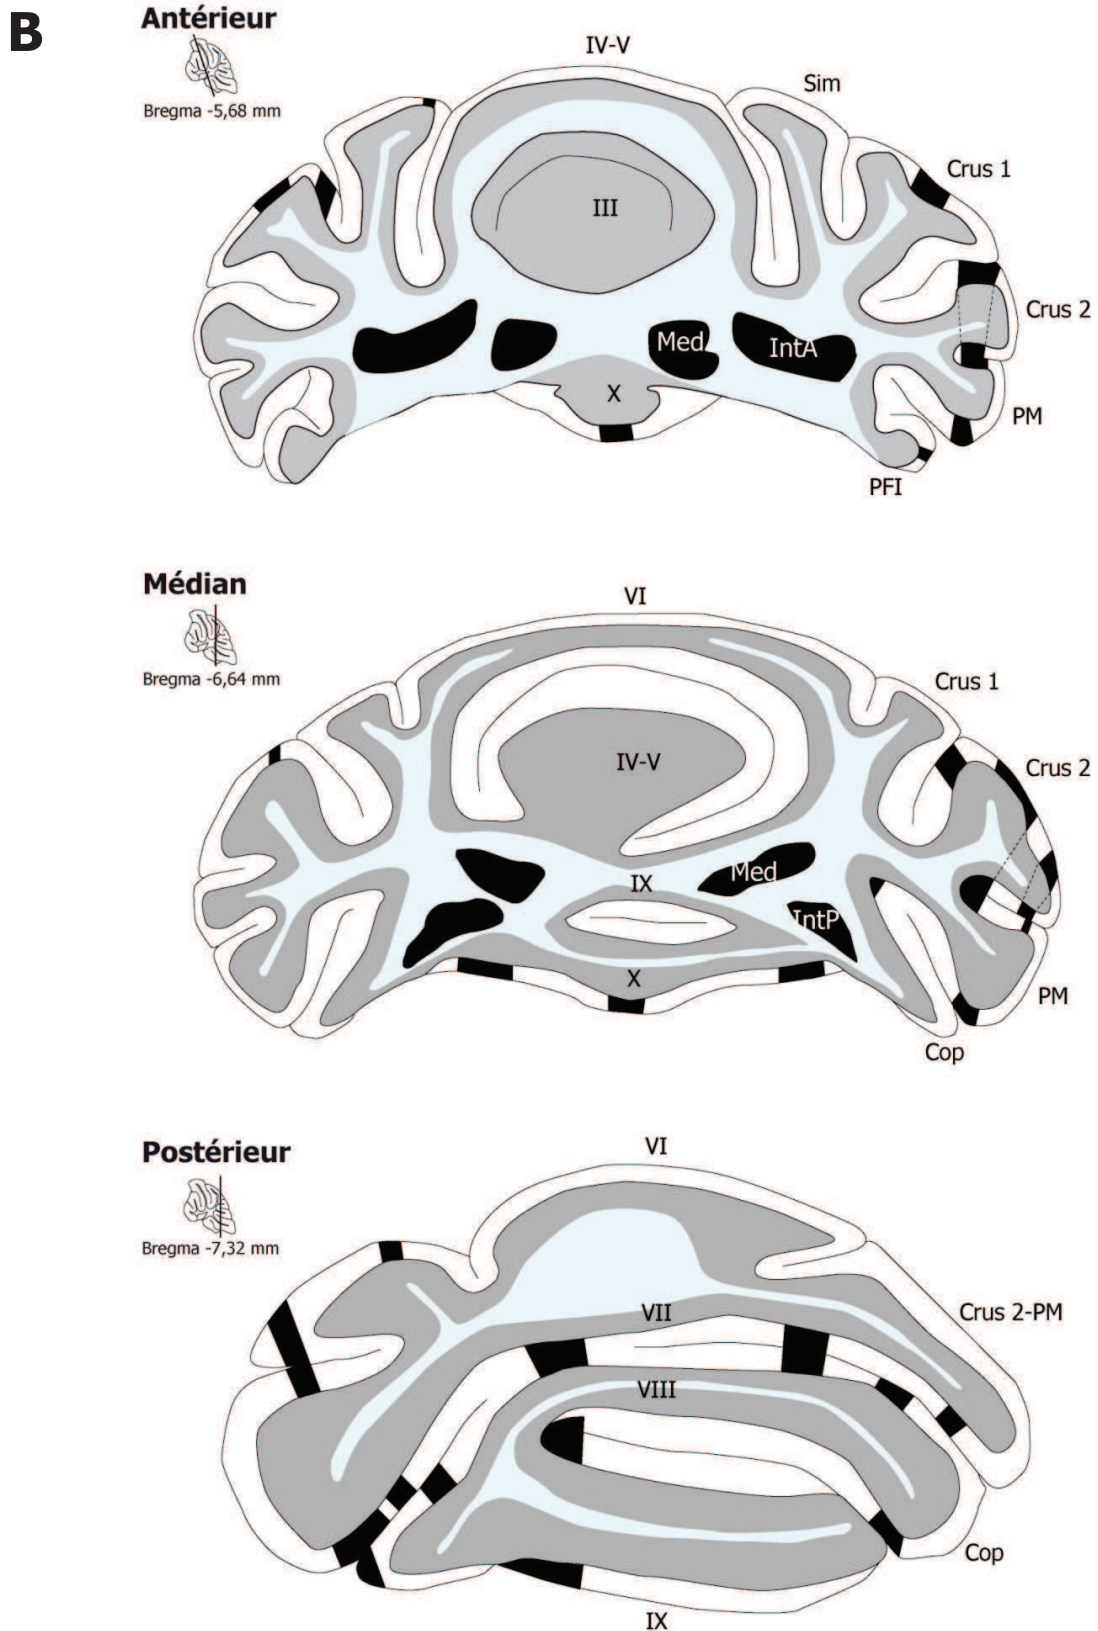 B
Antérieur
Bregma -5,68 mm
IV-V
Sim
Crus 1
III
Crus 2
Med
IntA
X
PM
PFl
Médian
Bregma -6,64 mm
VI
Crus 1
IV-V
Crus 2
Med
IX
IntP
X
PM
Cop
Postérieur
Bregma -7,32 mm
VI
VII
Crus 2-PM
VIII
Cop
IX